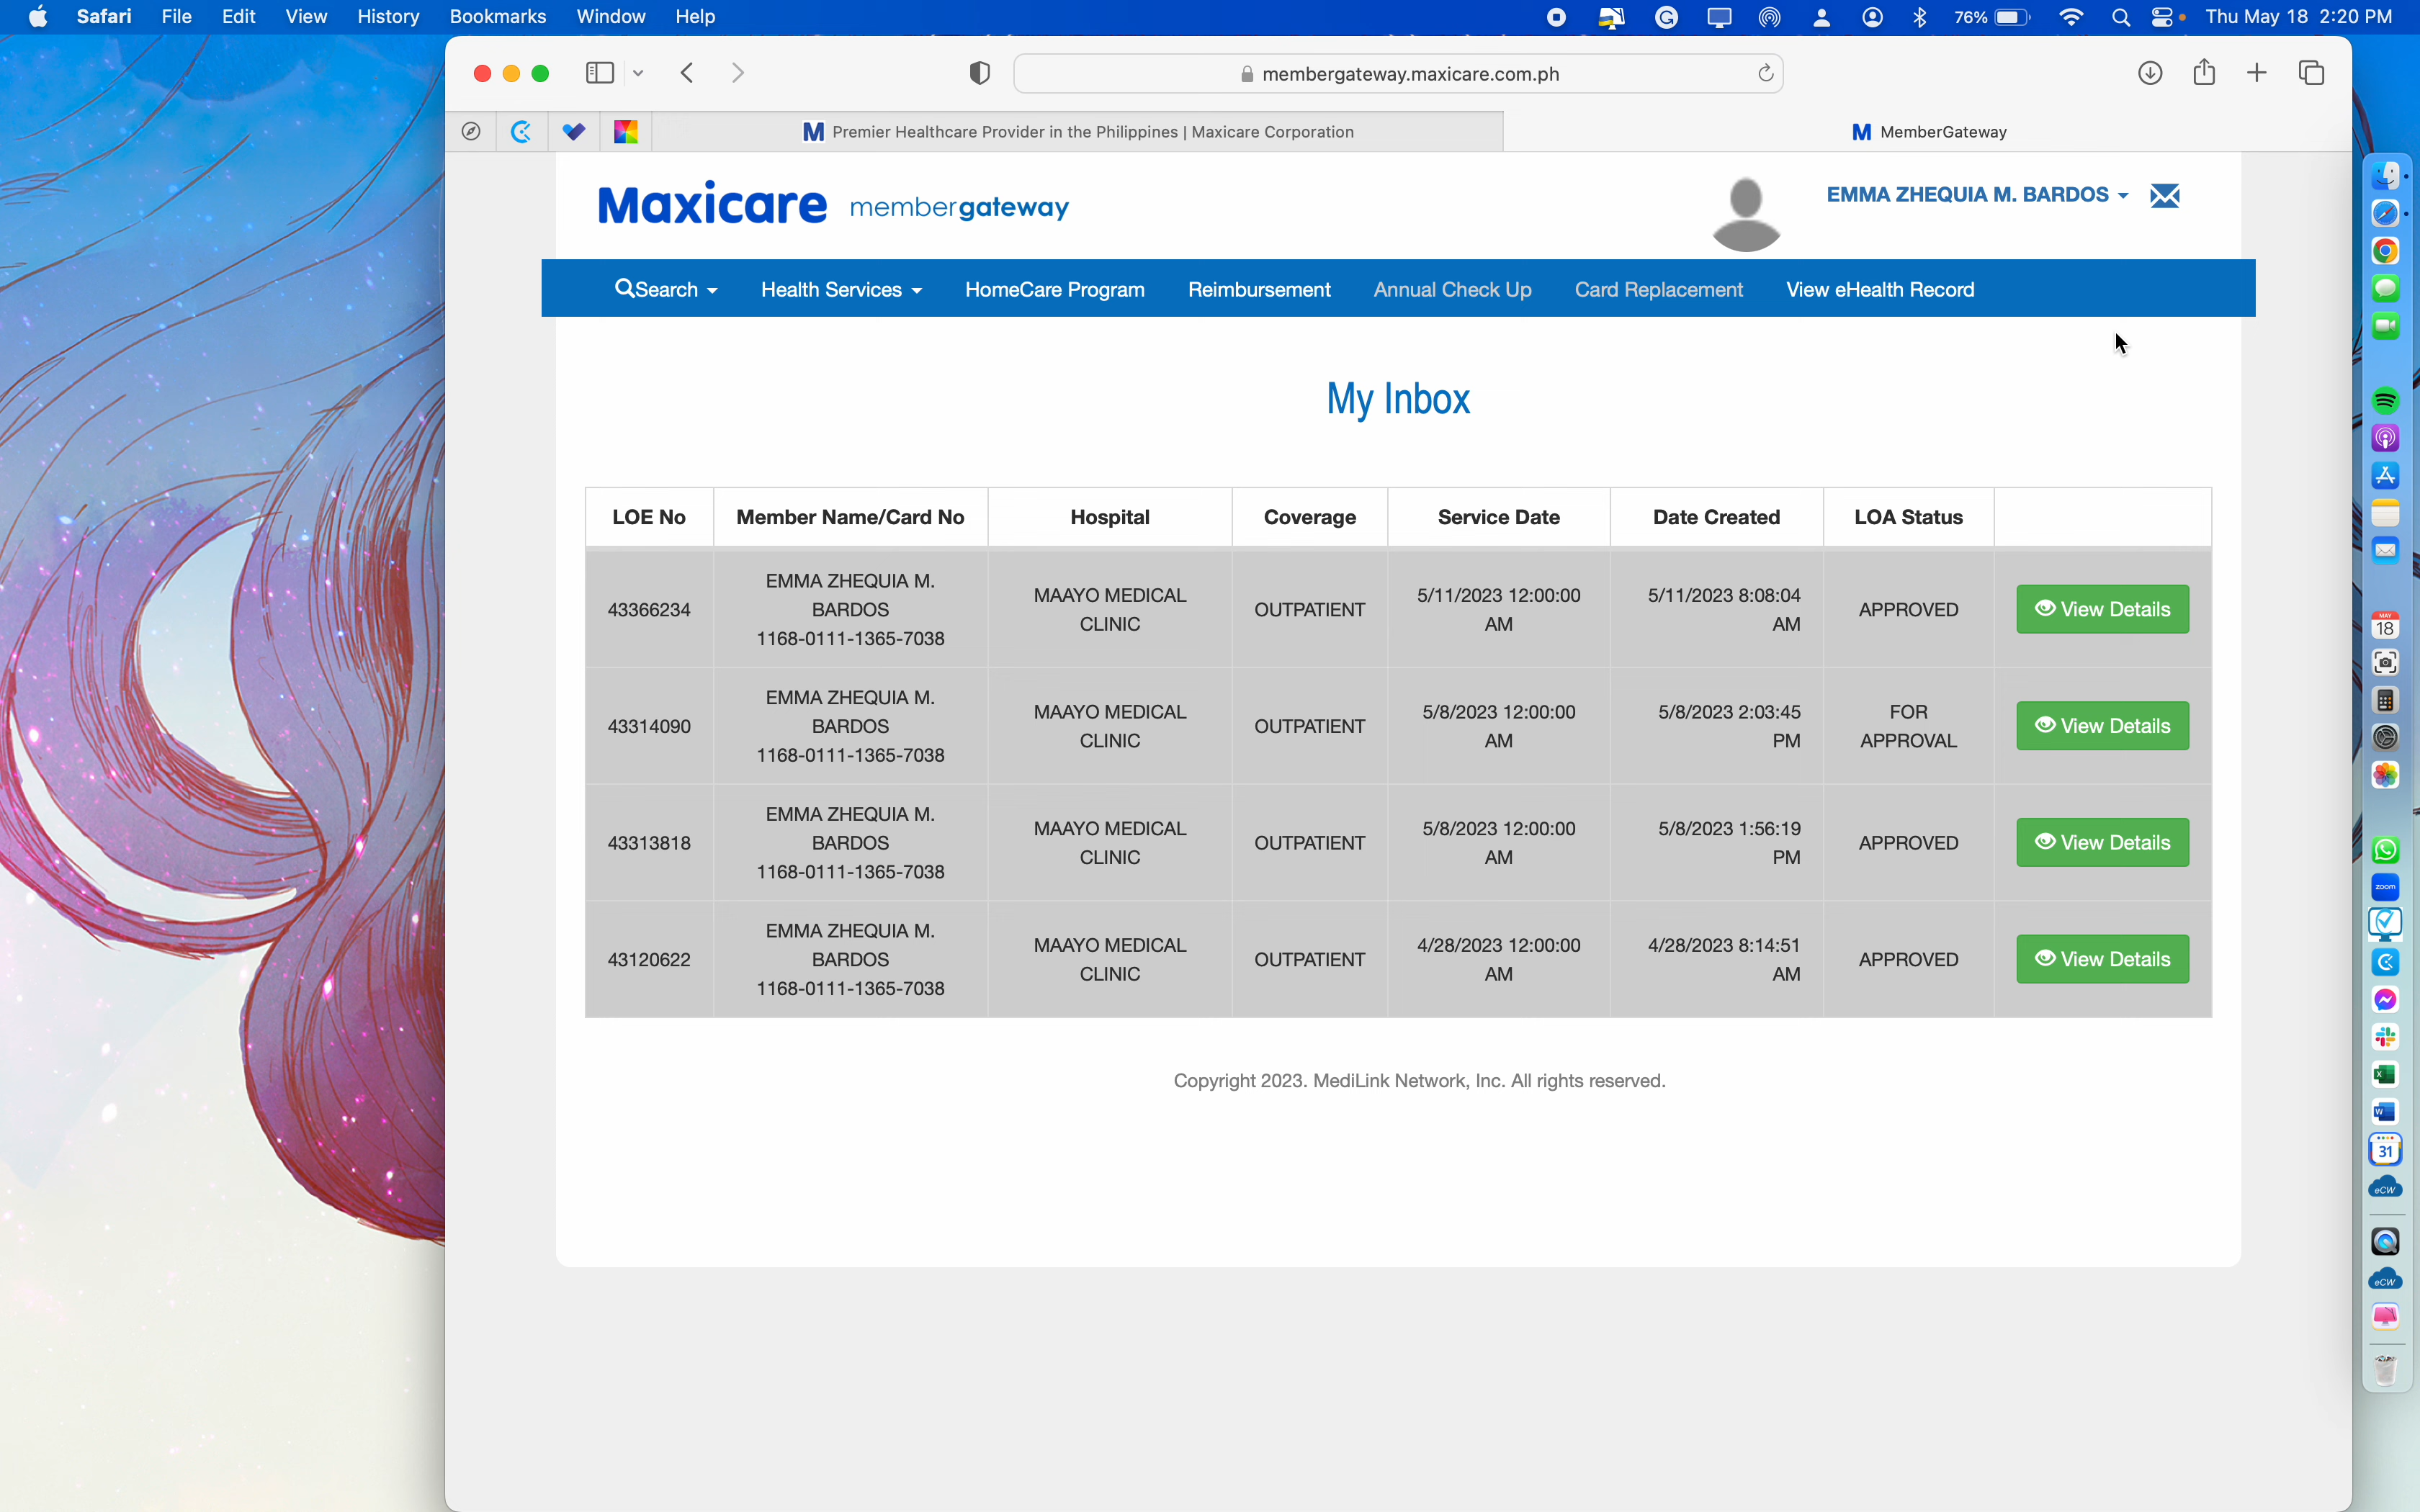 Safari File Edit View History Bookmarks Window Help 76% Thu May 18 2:20 PM
membergateway.maxicare.com.ph
M Premier Healthcare Provider in the Philippines | Maxicare Corporation M MemberGateway
Maxicare membergateway EMMA ZHEQUIA M. BARDOS
Search Health Services HomeCare Program Reimbursement Annual Check Up Card Replacement View eHealth Record
My Inbox
LOE No Member Name/Card No Hospital Coverage Service Date Date Created LOA Status
EMMA ZHEQUIA M.
MAAYO MEDICAL 5/11/2023 12:00:00 5/11/2023 8:08:04
43366234 BARDOS OUTPATIENT APPROVED View Details
CLINIC AM AM
1168-0111-1365-7038
EMMA ZHEQUIA M.
MAAYO MEDICAL 5/8/2023 12:00:00 5/8/2023 2:03:45 FOR
43314090 BARDOS OUTPATIENT View Details
CLINIC AM PM APPROVAL
1168-0111-1365-7038
EMMA ZHEQUIA M.
MAAYO MEDICAL 5/8/2023 12:00:00 5/8/2023 1:56:19
43313818 BARDOS OUTPATIENT APPROVED View Details
CLINIC AM PM
1168-0111-1365-7038
EMMA ZHEQUIA M.
MAAYO MEDICAL 4/28/2023 12:00:00 4/28/2023 8:14:51
43120622 BARDOS OUTPATIENT APPROVED View Details
CLINIC AM AM
1168-0111-1365-7038
Copyright 2023. MediLink Network, Inc. All rights reserved.
MAY
18
zoom
X
W
31
eCW
eCW